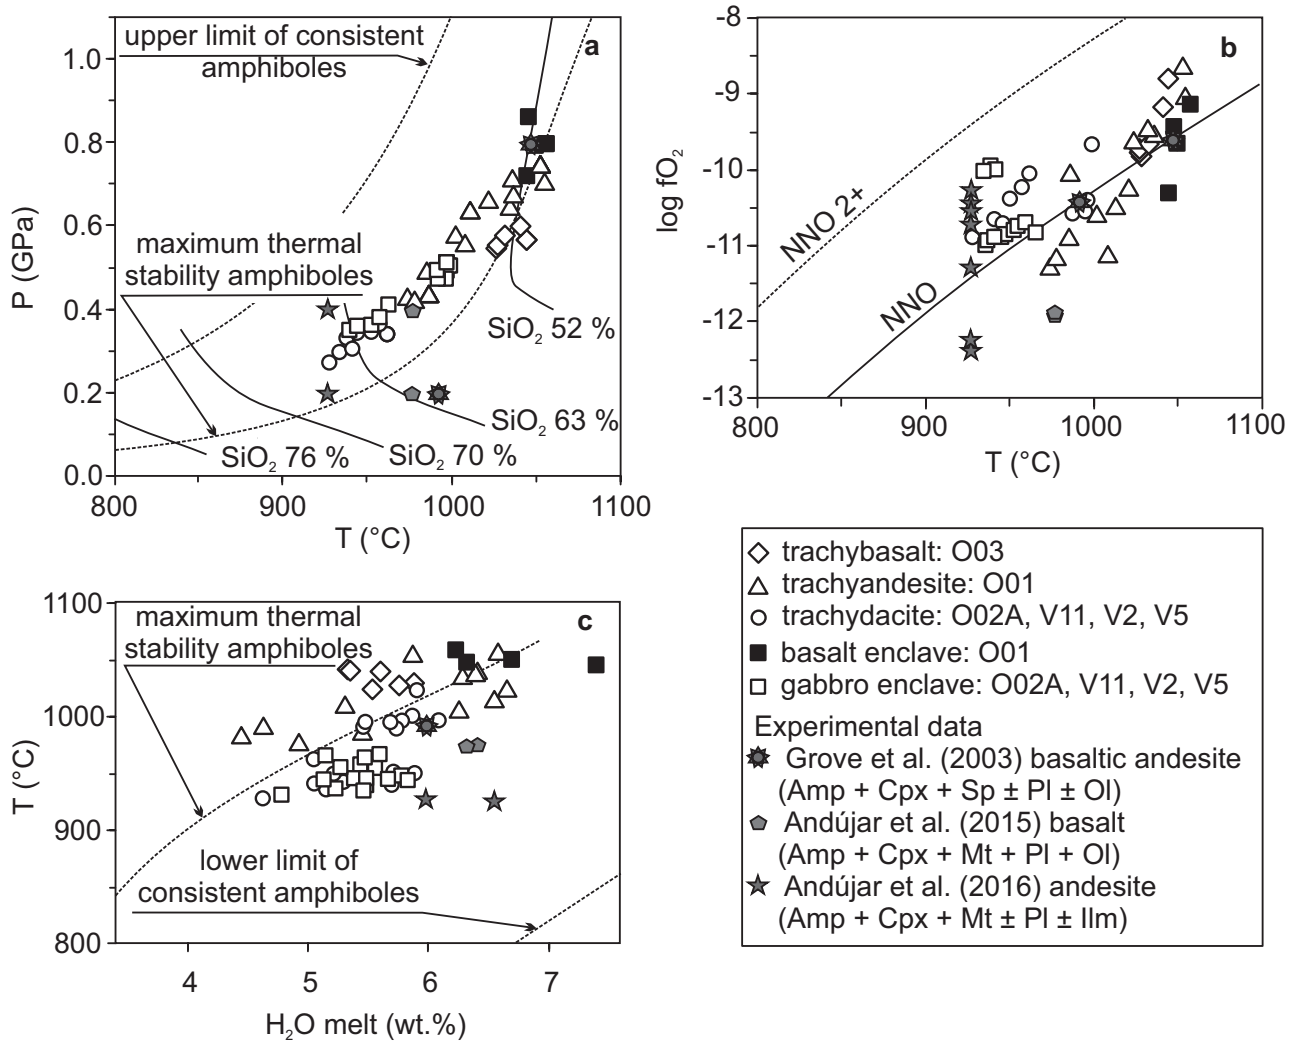 a
upper limit of consistent
amphiboles
maximum thermal
stability amphiboles
SiO₂ 52 %
SiO₂ 63 %
SiO₂ 70 %
SiO₂ 76 %
P (GPa)
1.0
0.8
0.6
0.4
0.2
0.0
800 900 1000 1100
T (°C)
b
NNO 2+
NNO
log fO₂
-8
-9
-10
-11
-12
-13
800 900 1000 1100
T (°C)
c
maximum thermal
stability amphiboles
lower limit of
consistent amphiboles
T (°C)
1100
1000
900
800
4 5 6 7
H₂O melt (wt.%)
trachybasalt: O03
trachyandesite: O01
trachydacite: O02A, V11, V2, V5
basalt enclave: O01
gabbro enclave: O02A, V11, V2, V5
Experimental data
Grove et al. (2003) basaltic andesite
(Amp + Cpx + Sp ± Pl ± Ol)
Andújar et al. (2015) basalt
(Amp + Cpx + Mt + Pl + Ol)
Andújar et al. (2016) andesite
(Amp + Cpx + Mt ± Pl ± Ilm)